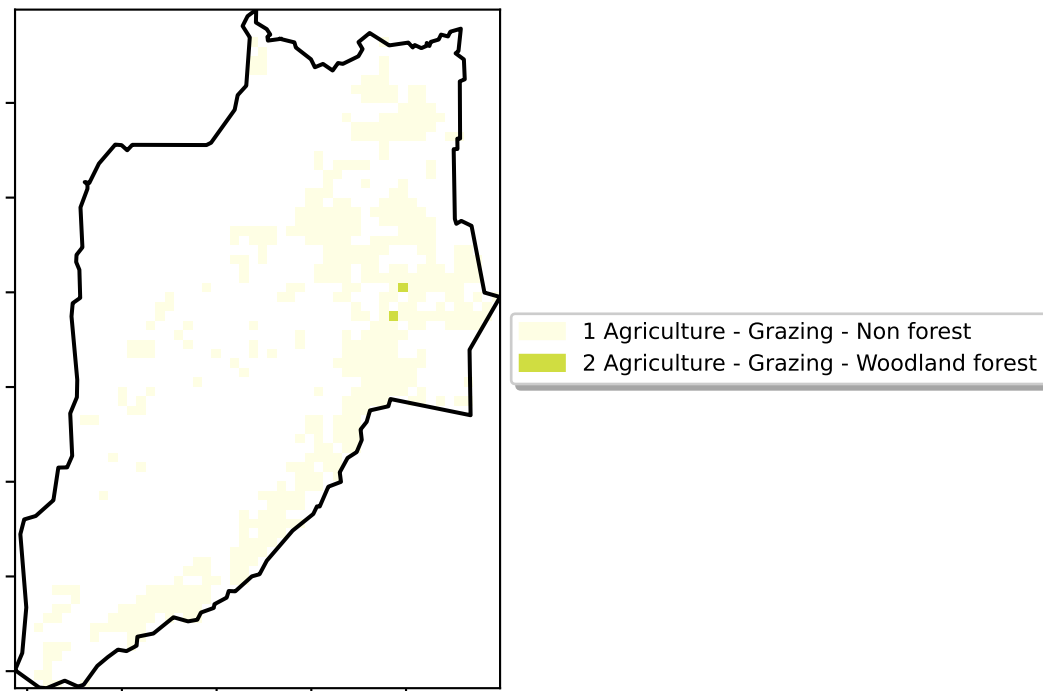 1 Agriculture - Grazing - Non forest
2 Agriculture - Grazing - Woodland forest